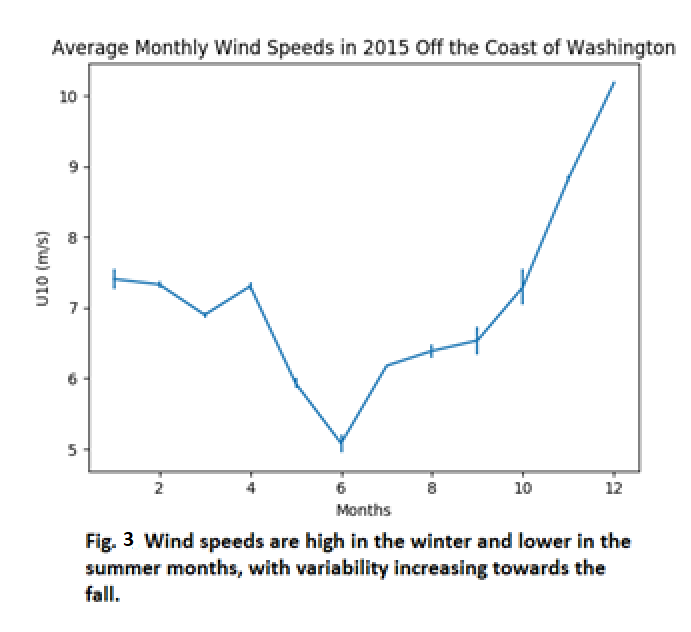 Average Monthly Wind Speeds in 2015 Off the Coast of Washington
10
9
8
7
6
5
U10 (m/s)
2 4 6 8 10 12
Months
Fig. 3 Wind speeds are high in the winter and lower in the
summer months, with variability increasing towards the
fall.